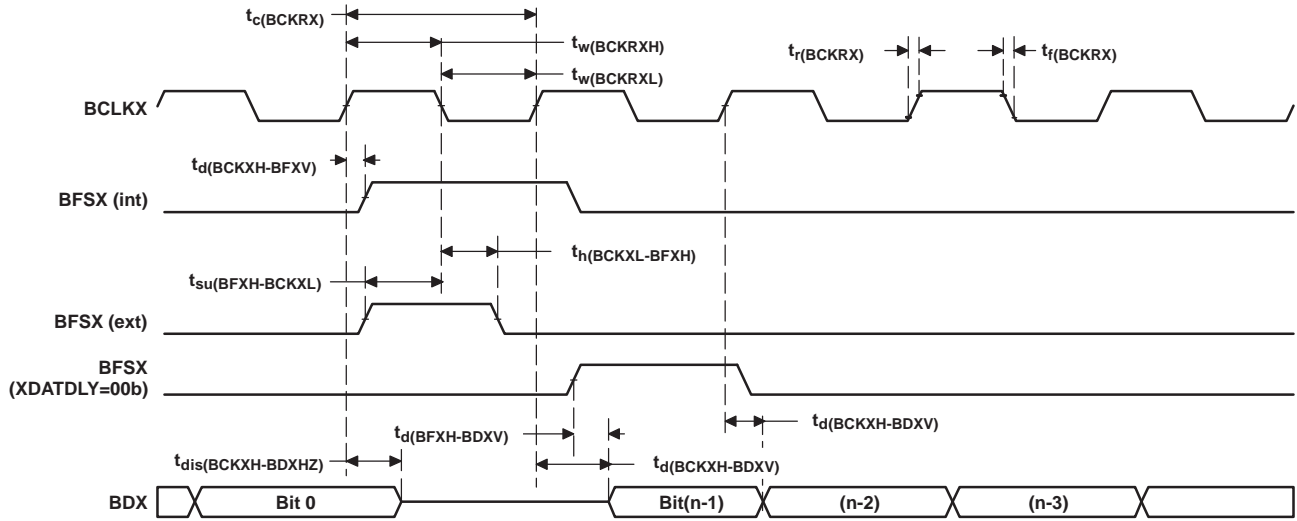 tc(BCKRX)
tw(BCKRXH)
tr(BCKRX)
tf(BCKRX)
tw(BCKRXL)
BCLKX
td(BCKXH-BFXV)
BFSX (int)
th(BCKXL-BFXH)
tsu(BFXH-BCKXL)
BFSX (ext)
BFSX
(XDATDLY=00b)
td(BFXH-BDXV)
td(BCKXH-BDXV)
tdis(BCKXH-BDXHZ)
td(BCKXH-BDXV)
BDX
Bit 0
Bit(n-1)
(n-2)
(n-3)